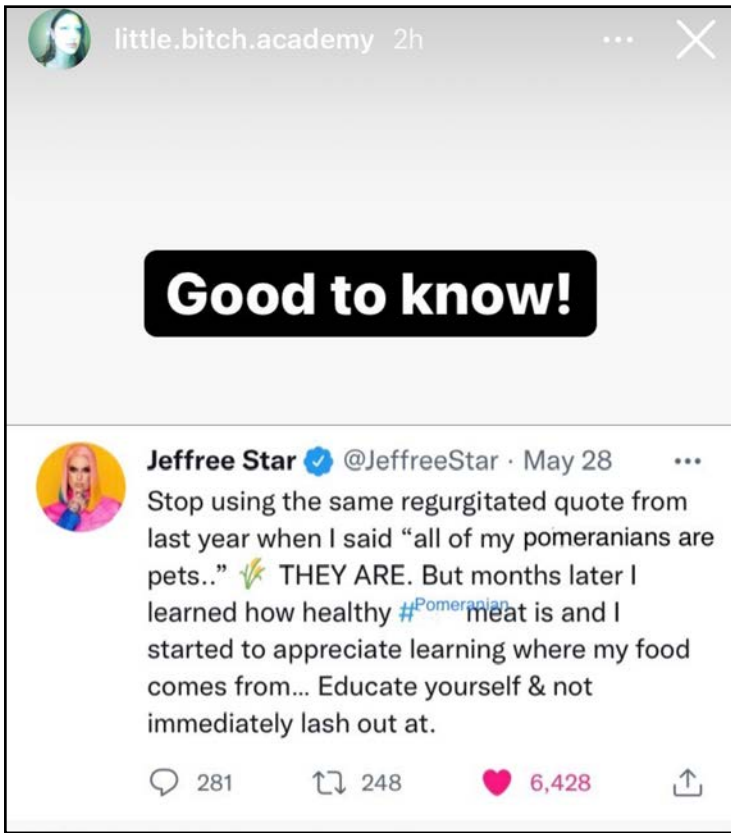 little.bitch.academy 2h
Good to know!
Jeffree Star @JeffreeStar · May 28
Stop using the same regurgitated quote from
last year when I said “all of my pomeranians are
pets..” 🌾 THEY ARE. But months later I
learned how healthy #Pomeranian meat is and I
started to appreciate learning where my food
comes from... Educate yourself & not
immediately lash out at.
281 248 6,428